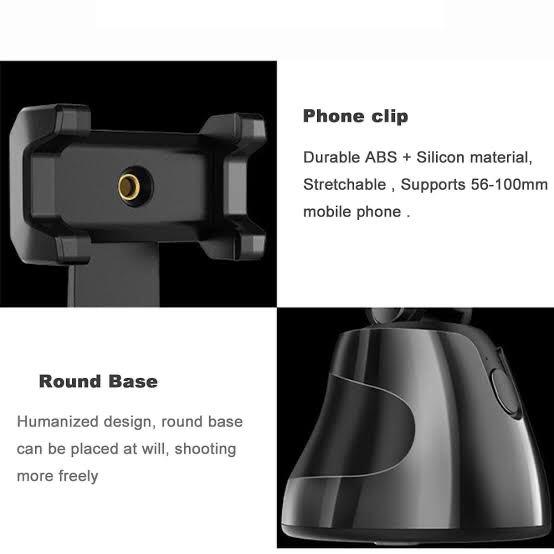 Phone clip
Durable ABS + Silicon material,
Stretchable , Supports 56-100mm
mobile phone .
Round Base
Humanized design, round base
can be placed at will, shooting
more freely